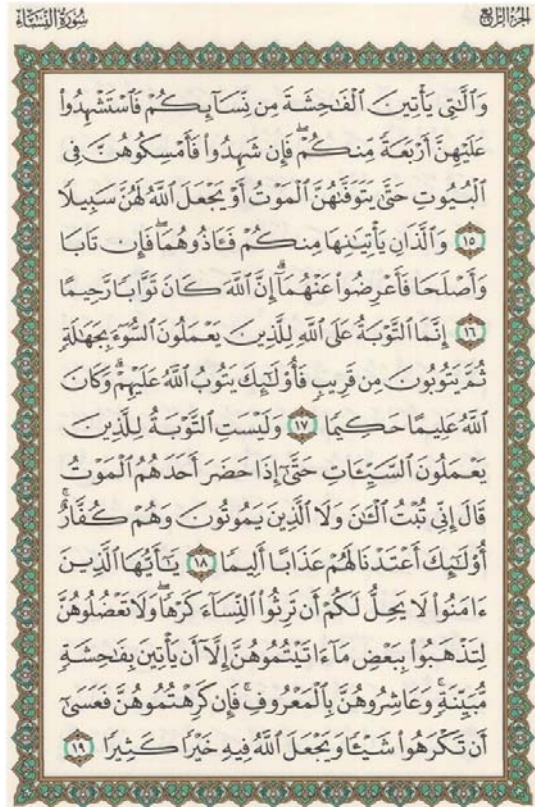 الجزء الرابع
سورة النساء
وَٱلَّٰتِي يَأۡتِينَ ٱلۡفَٰحِشَةَ مِن نِّسَآئِكُمۡ فَٱسۡتَشۡهِدُواْ
عَلَيۡهِنَّ أَرۡبَعَةٗ مِّنكُمۡۖ فَإِن شَهِدُواْ فَأَمۡسِكُوهُنَّ فِي
ٱلۡبُيُوتِ حَتَّىٰ يَتَوَفَّىٰهُنَّ ٱلۡمَوۡتُ أَوۡ يَجۡعَلَ ٱللَّهُ لَهُنَّ سَبِيلٗا
١٥ وَٱلَّذَانِ يَأۡتِيَٰنِهَا مِنكُمۡ فَـَٔاذُوهُمَاۖ فَإِن تَابَا
وَأَصۡلَحَا فَأَعۡرِضُواْ عَنۡهُمَآۗ إِنَّ ٱللَّهَ كَانَ تَوَّابٗا رَّحِيمًا
١٦ إِنَّمَا ٱلتَّوۡبَةُ عَلَى ٱللَّهِ لِلَّذِينَ يَعۡمَلُونَ ٱلسُّوٓءَ بِجَهَٰلَةٖ
ثُمَّ يَتُوبُونَ مِن قَرِيبٖ فَأُوْلَٰٓئِكَ يَتُوبُ ٱللَّهُ عَلَيۡهِمۡۗ وَكَانَ
ٱللَّهُ عَلِيمًا حَكِيمٗا ١٧ وَلَيۡسَتِ ٱلتَّوۡبَةُ لِلَّذِينَ
يَعۡمَلُونَ ٱلسَّيِّـَٔاتِ حَتَّىٰٓ إِذَا حَضَرَ أَحَدَهُمُ ٱلۡمَوۡتُ
قَالَ إِنِّي تُبۡتُ ٱلۡـَٰٔنَ وَلَا ٱلَّذِينَ يَمُوتُونَ وَهُمۡ كُفَّارٌۚ
أُوْلَٰٓئِكَ أَعۡتَدۡنَا لَهُمۡ عَذَابًا أَلِيمٗا ١٨ يَٰٓأَيُّهَا ٱلَّذِينَ
ءَامَنُواْ لَا يَحِلُّ لَكُمۡ أَن تَرِثُواْ ٱلنِّسَآءَ كَرۡهٗاۖ وَلَا تَعۡضُلُوهُنَّ
لِتَذۡهَبُواْ بِبَعۡضِ مَآ ءَاتَيۡتُمُوهُنَّ إِلَّآ أَن يَأۡتِينَ بِفَٰحِشَةٖ
مُّبَيِّنَةٖۚ وَعَاشِرُوهُنَّ بِٱلۡمَعۡرُوفِۚ فَإِن كَرِهۡتُمُوهُنَّ فَعَسَىٰٓ
أَن تَكۡرَهُواْ شَيۡـٔٗا وَيَجۡعَلَ ٱللَّهُ فِيهِ خَيۡرٗا كَثِيرٗا ١٩